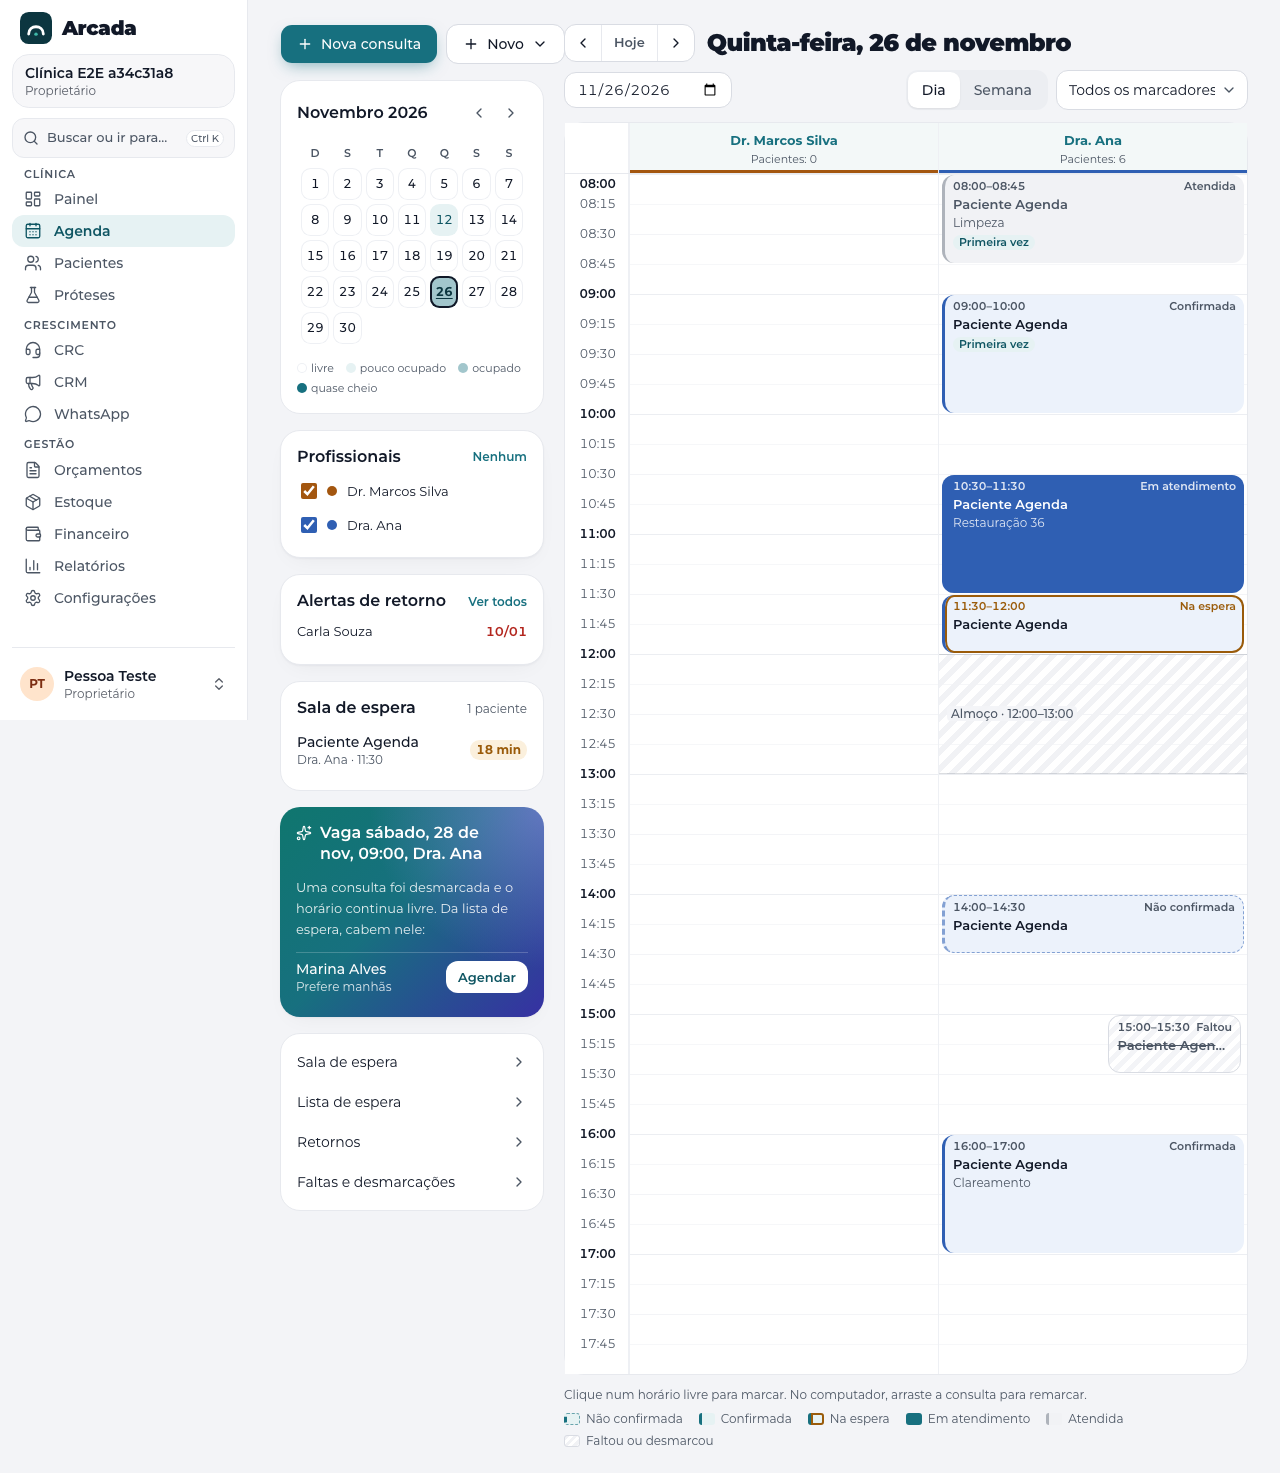 Arcada
Clínica E2E a34c31a8
Proprietário
Buscar ou ir para... Ctrl K
CLÍNICA
Painel
Agenda
Pacientes
Próteses
CRESCIMENTO
CRC
CRM
WhatsApp
GESTÃO
Orçamentos
Estoque
Financeiro
Relatórios
Configurações
PT
Pessoa Teste
Proprietário
Nova consulta
Novo
Novembro 2026
D S T Q Q S S
1 2 3 4 5 6 7
8 9 10 11 12 13 14
15 16 17 18 19 20 21
22 23 24 25 26 27 28
29 30
livre pouco ocupado ocupado
quase cheio
Profissionais Nenhum
Dr. Marcos Silva
Dra. Ana
Alertas de retorno Ver todos
Carla Souza 10/01
Sala de espera 1 paciente
Paciente Agenda
Dra. Ana · 11:30
18 min
Vaga sábado, 28 de
nov, 09:00, Dra. Ana
Uma consulta foi desmarcada e o
horário continua livre. Da lista de
espera, cabem nele:
Marina Alves
Prefere manhãs
Agendar
Sala de espera
Lista de espera
Retornos
Faltas e desmarcações
Hoje
Quinta-feira, 26 de novembro
11/26/2026
Dia Semana
Todos os marcadores
Dr. Marcos Silva
Pacientes: 0
Dra. Ana
Pacientes: 6
08:00
08:15
08:30
08:45
09:00
09:15
09:30
09:45
10:00
10:15
10:30
10:45
11:00
11:15
11:30
11:45
12:00
12:15
12:30
12:45
13:00
13:15
13:30
13:45
14:00
14:15
14:30
14:45
15:00
15:15
15:30
15:45
16:00
16:15
16:30
16:45
17:00
17:15
17:30
17:45
08:00–08:45 Atendida
Paciente Agenda
Limpeza
Primeira vez
09:00–10:00 Confirmada
Paciente Agenda
Primeira vez
10:30–11:30 Em atendimento
Paciente Agenda
Restauração 36
11:30–12:00 Na espera
Paciente Agenda
Almoço · 12:00–13:00
14:00–14:30 Não confirmada
Paciente Agenda
15:00–15:30 Faltou
Paciente Agen...
16:00–17:00 Confirmada
Paciente Agenda
Clareamento
Clique num horário livre para marcar. No computador, arraste a consulta para remarcar.
Não confirmada Confirmada Na espera Em atendimento Atendida
Faltou ou desmarcou